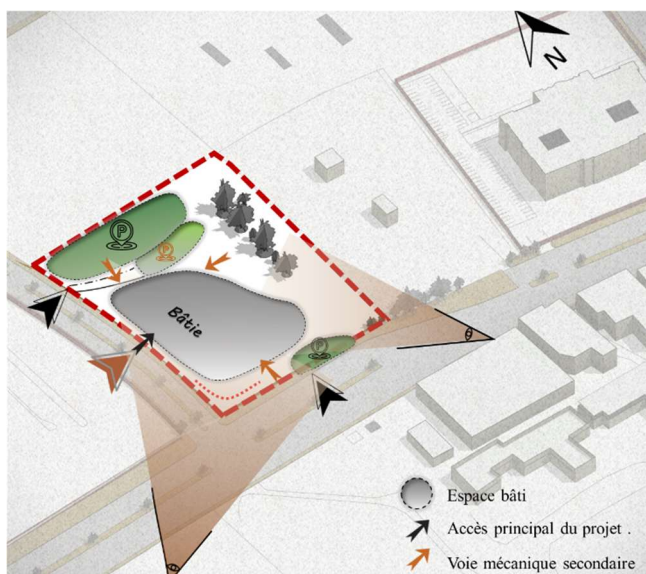 N
P
P
Bâtie
P
Espace bâti
Accès principal du projet .
Voie mécanique secondaire